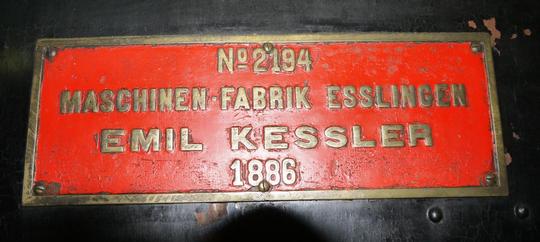 Nº 2194
MASCHINEN-FABRIK ESSLINGEN
EMIL KESSLER
1886